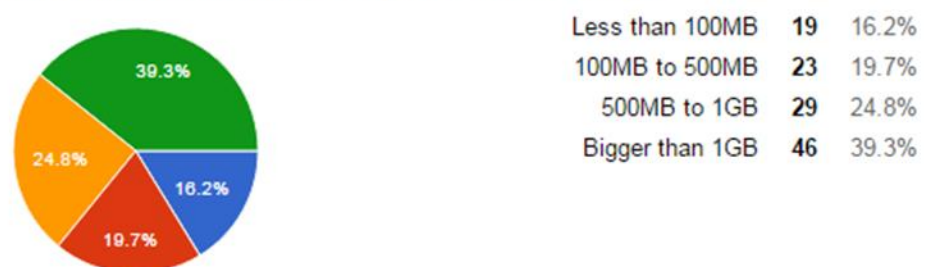 39.3%
24.8%
16.2%
19.7%
Less than 100MB 19 16.2%
100MB to 500MB 23 19.7%
500MB to 1GB 29 24.8%
Bigger than 1GB 46 39.3%